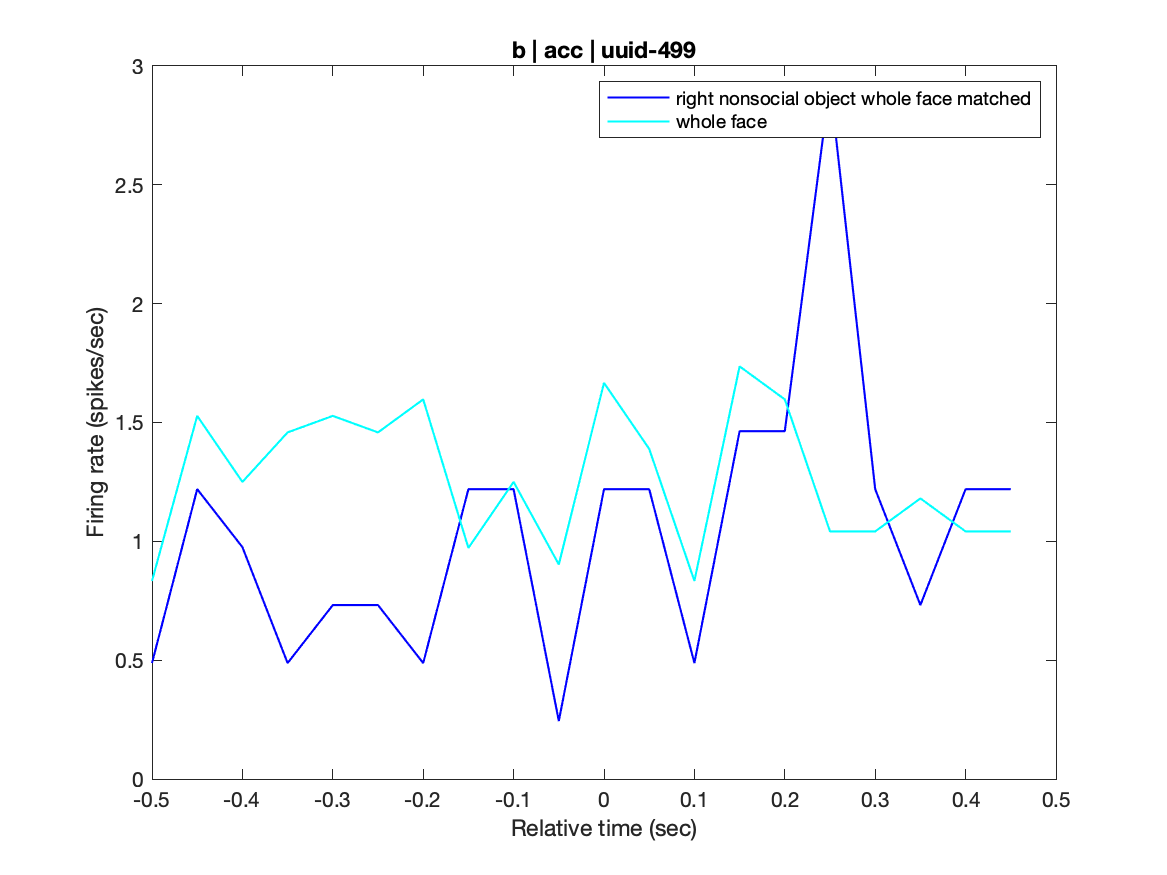 b | acc | uuid-499
3
right nonsocial object whole face matched
whole face
2.5
2
1.5
1
0.5
0
Firing rate (spikes/sec)
-0.5 -0.4 -0.3 -0.2 -0.1 0 0.1 0.2 0.3 0.4 0.5
Relative time (sec)